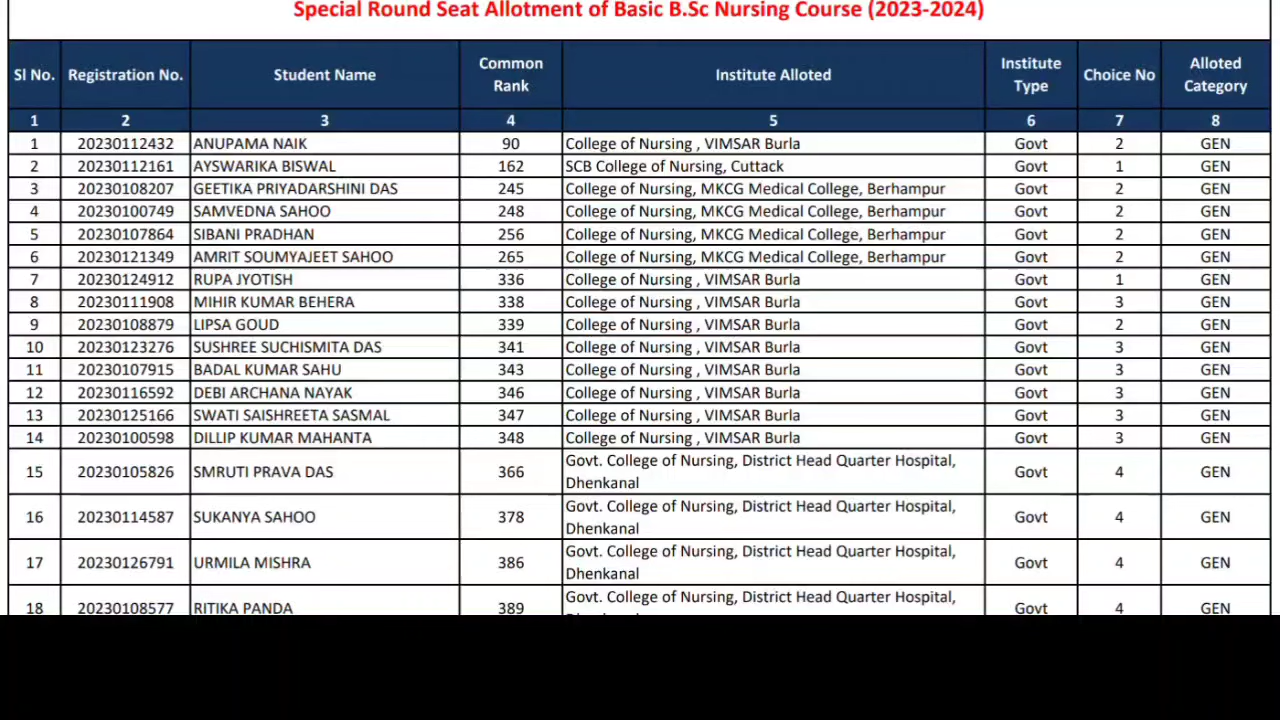 Special Round Seat Allotment of Basic B.Sc Nursing Course (2023-2024)
Sl No. Registration No. Student Name Common Rank Institute Alloted Institute Type Choice No Alloted Category
1 2 3 4 5 6 7 8
1 20230112432 ANUPAMA NAIK 90 College of Nursing , VIMSAR Burla Govt 2 GEN
2 20230112161 AYSWARIKA BISWAL 162 SCB College of Nursing, Cuttack Govt 1 GEN
3 20230108207 GEETIKA PRIYADARSHINI DAS 245 College of Nursing, MKCG Medical College, Berhampur Govt 2 GEN
4 20230100749 SAMVEDNA SAHOO 248 College of Nursing, MKCG Medical College, Berhampur Govt 2 GEN
5 20230107864 SIBANI PRADHAN 256 College of Nursing, MKCG Medical College, Berhampur Govt 2 GEN
6 20230121349 AMRIT SOUMYAJEET SAHOO 265 College of Nursing, MKCG Medical College, Berhampur Govt 2 GEN
7 20230124912 RUPA JYOTISH 336 College of Nursing , VIMSAR Burla Govt 1 GEN
8 20230111908 MIHIR KUMAR BEHERA 338 College of Nursing , VIMSAR Burla Govt 3 GEN
9 20230108879 LIPSA GOUD 339 College of Nursing , VIMSAR Burla Govt 2 GEN
10 20230123276 SUSHREE SUCHISMITA DAS 341 College of Nursing , VIMSAR Burla Govt 3 GEN
11 20230107915 BADAL KUMAR SAHU 343 College of Nursing , VIMSAR Burla Govt 3 GEN
12 20230116592 DEBI ARCHANA NAYAK 346 College of Nursing , VIMSAR Burla Govt 3 GEN
13 20230125166 SWATI SAISHREETA SASMAL 347 College of Nursing , VIMSAR Burla Govt 3 GEN
14 20230100598 DILLIP KUMAR MAHANTA 348 College of Nursing , VIMSAR Burla Govt 3 GEN
15 20230105826 SMRUTI PRAVA DAS 366 Govt. College of Nursing, District Head Quarter Hospital, Dhenkanal Govt 4 GEN
16 20230114587 SUKANYA SAHOO 378 Govt. College of Nursing, District Head Quarter Hospital, Dhenkanal Govt 4 GEN
17 20230126791 URMILA MISHRA 386 Govt. College of Nursing, District Head Quarter Hospital, Dhenkanal Govt 4 GEN
18 20230108577 RITIKA PANDA 389 Govt. College of Nursing, District Head Quarter Hospital, Govt 4 GEN